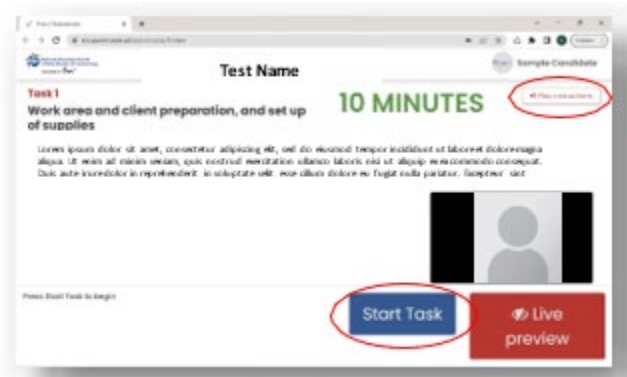 Test Name
Sample Candidate
Task 1
10 MINUTES
Play instructions
Work area and client preparation, and set up
of supplies
Lorem ipsum dolor sit amet, consectetur adipiscing elit, sed do eiusmod tempor incididunt ut labore et dolore magna
aliqua. Ut enim ad minim veniam, quis nostrud exercitation ullamco laboris nisi ut aliquip ex ea commodo consequat.
Duis aute irure dolor in reprehenderit in voluptate velit esse cillum dolore eu fugiat nulla pariatur. Excepteur sint
Press Start Task to begin
Start Task
Live
preview